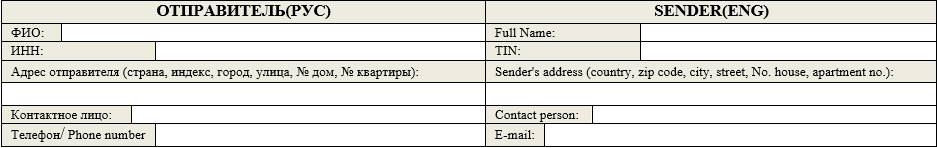 ОТПРАВИТЕЛЬ(РУС) SENDER(ENG)
ФИО: Full Name:
ИНН: TIN:
Адрес отправителя (страна, индекс, город, улица, № дом, № квартиры): Sender's address (country, zip code, city, street, No. house, apartment no.):
Контактное лицо: Contact person:
Телефон/ Phone number E-mail: